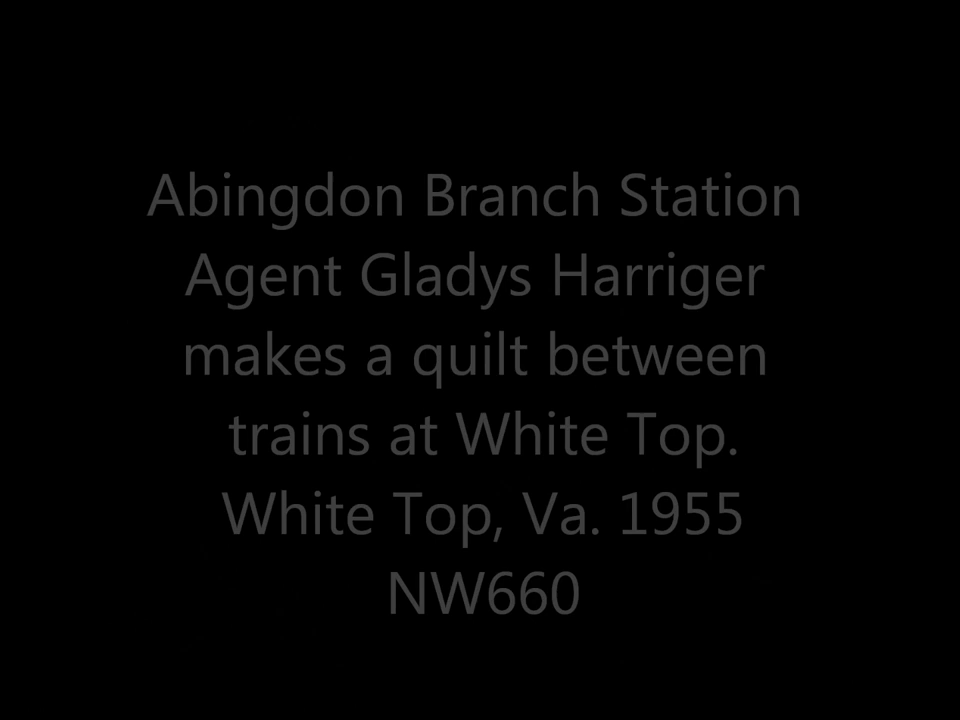 Abingdon Branch Station
Agent Gladys Harriger
makes a quilt between
trains at White Top.
White Top, Va. 1955
NW660